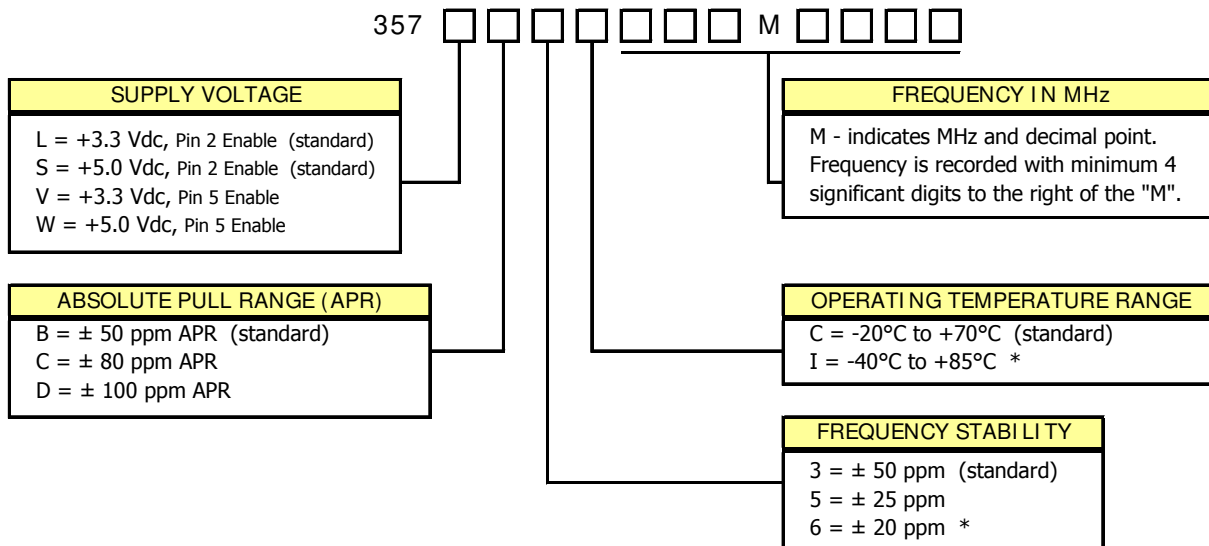 357 M
SUPPLY VOLTAGE
L = +3.3 Vdc, Pin 2 Enable (standard)
S = +5.0 Vdc, Pin 2 Enable (standard)
V = +3.3 Vdc, Pin 5 Enable
W = +5.0 Vdc, Pin 5 Enable
FREQUENCY IN MHz
M - indicates MHz and decimal point.
Frequency is recorded with minimum 4
significant digits to the right of the "M".
ABSOLUTE PULL RANGE (APR)
B = ± 50 ppm APR (standard)
C = ± 80 ppm APR
D = ± 100 ppm APR
OPERATING TEMPERATURE RANGE
C = -20°C to +70°C (standard)
I = -40°C to +85°C *
FREQUENCY STABILITY
3 = ± 50 ppm (standard)
5 = ± 25 ppm
6 = ± 20 ppm *